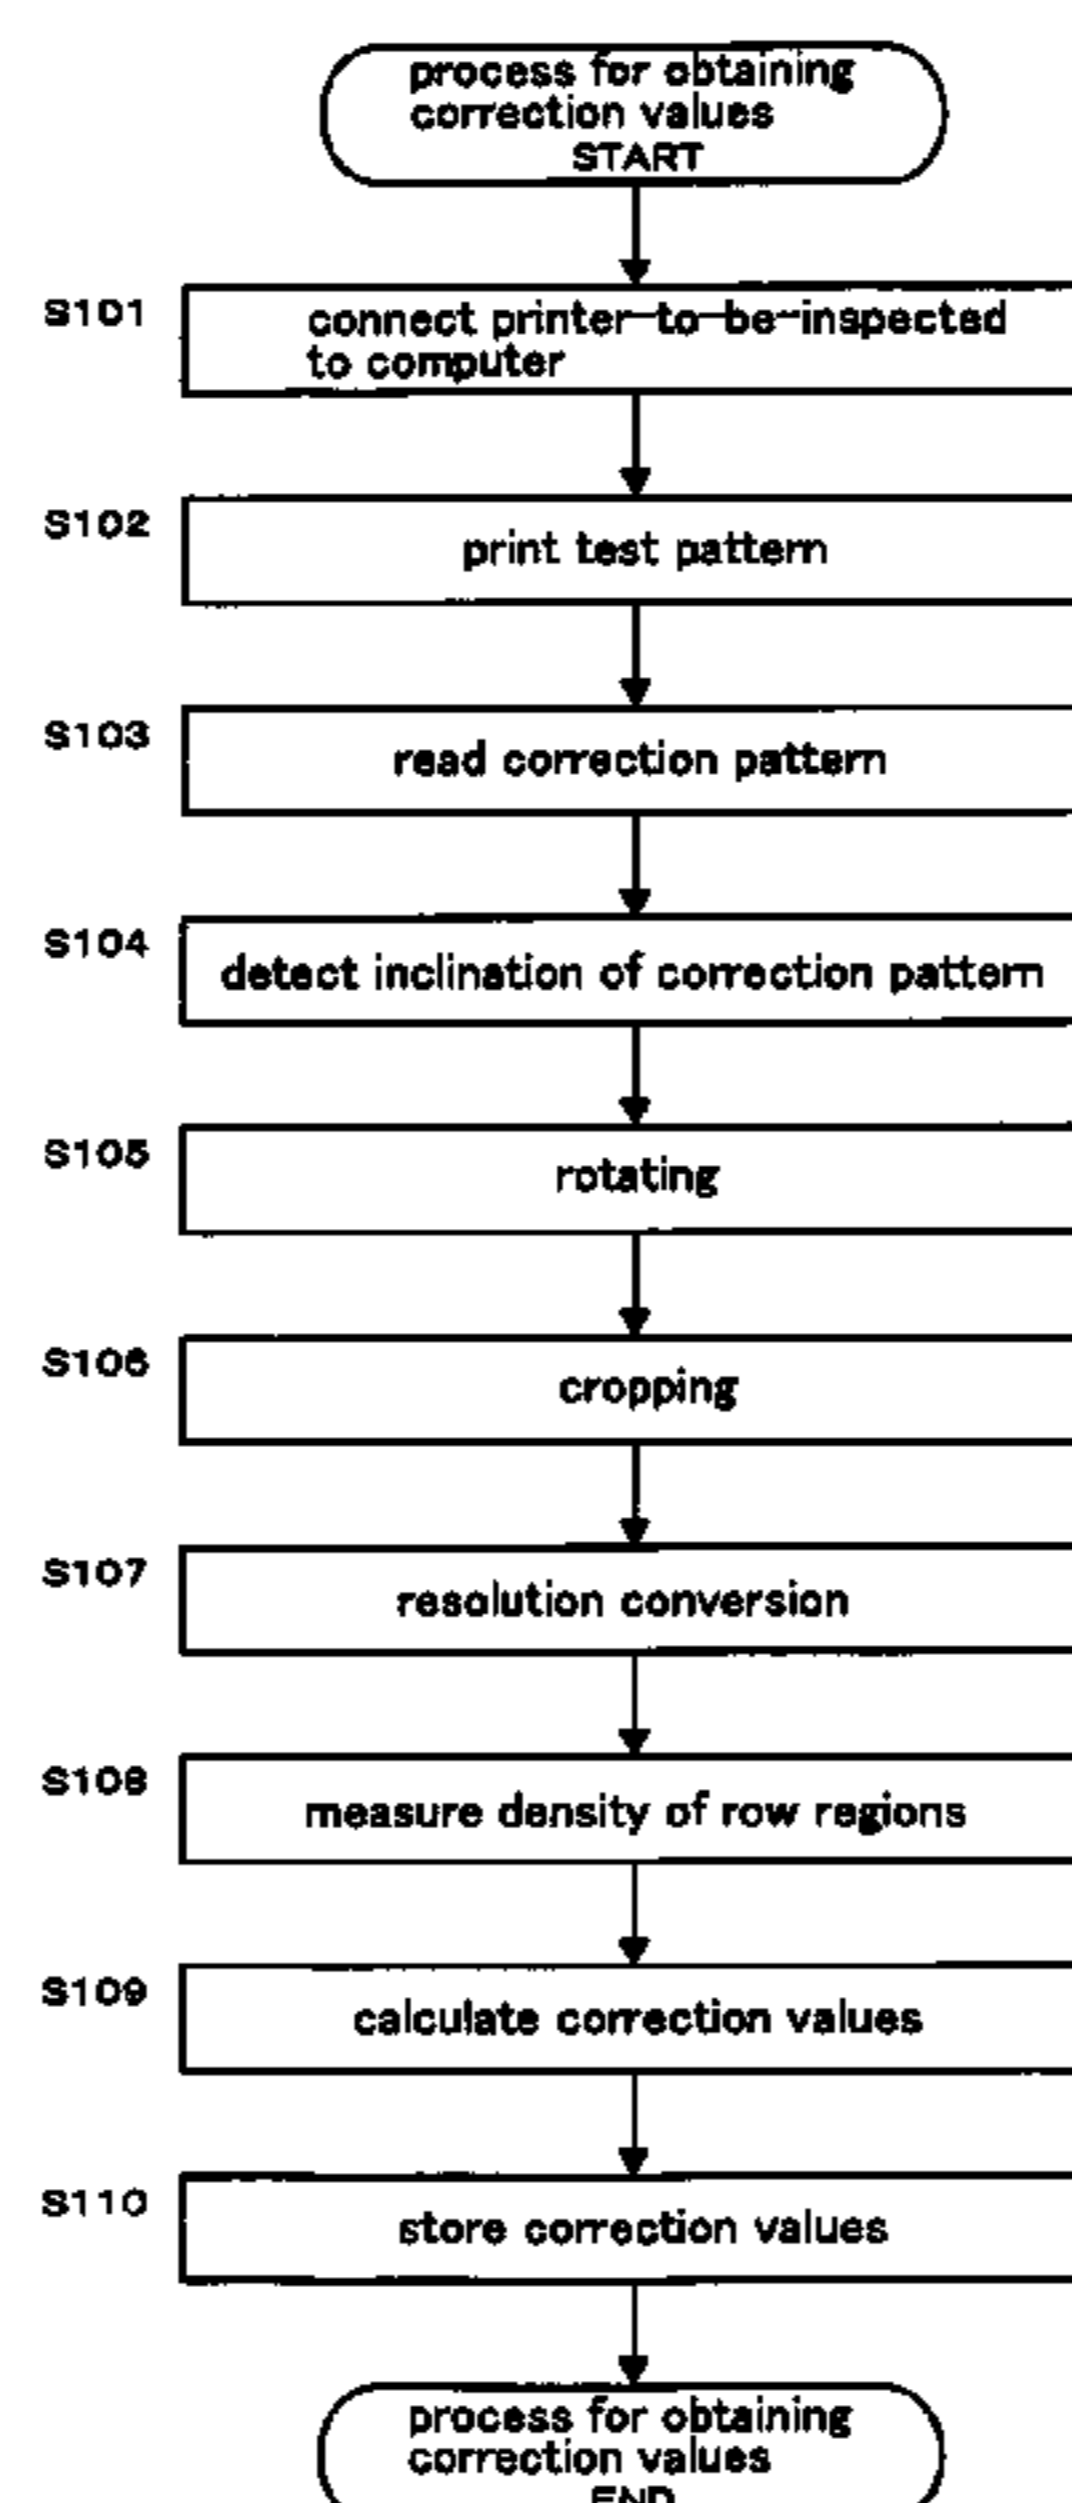 process for obtaining
correction values
START
S101
connect printer-to-be-inspected
to computer
S102
print test pattern
S103
read correction pattern
S104
detect inclination of correction pattern
S105
rotating
S106
cropping
S107
resolution conversion
S108
measure density of row regions
S109
calculate correction values
S110
store correction values
process for obtaining
correction values
END